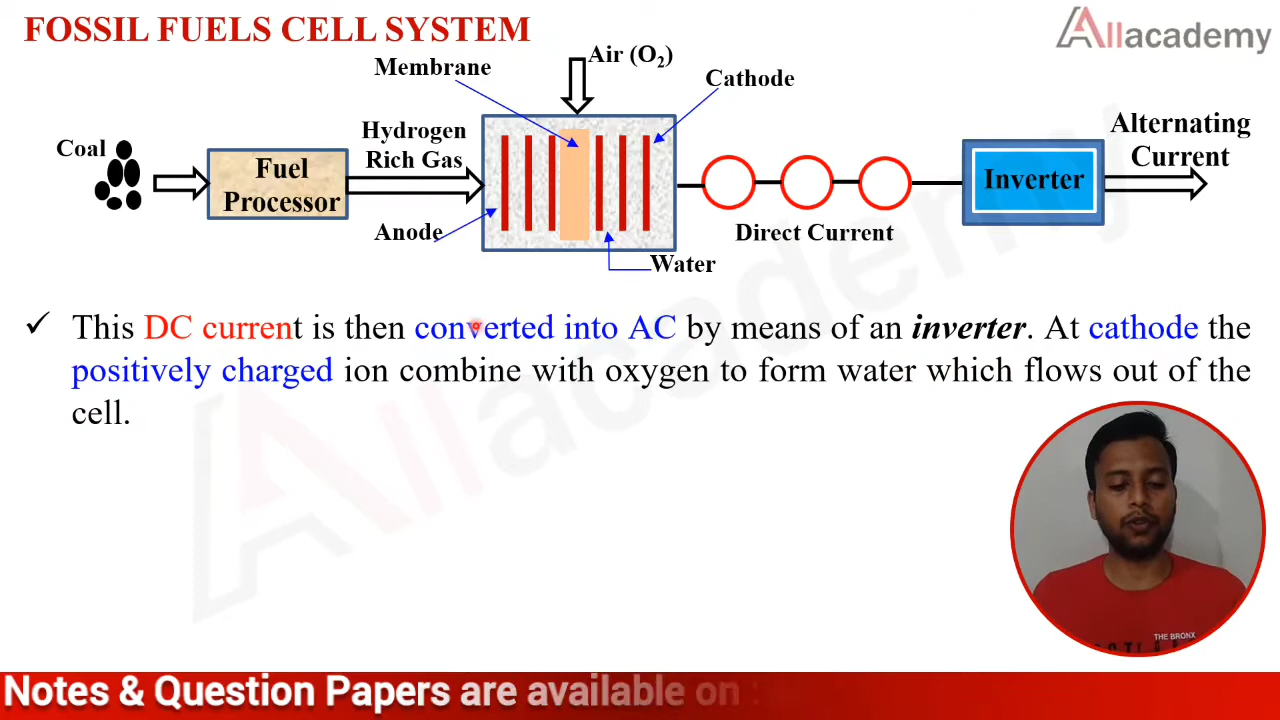 FOSSIL FUELS CELL SYSTEM
Allacademy
Air (O₂)
Membrane
Cathode
Coal
Hydrogen
Rich Gas
Fuel
Processor
Alternating
Current
Inverter
Anode
Direct Current
Water
✓ This DC current is then converted into AC by means of an inverter. At cathode the
positively charged ion combine with oxygen to form water which flows out of the
cell.
Allacademy
THE BRONX
Notes & Question Papers are available on :